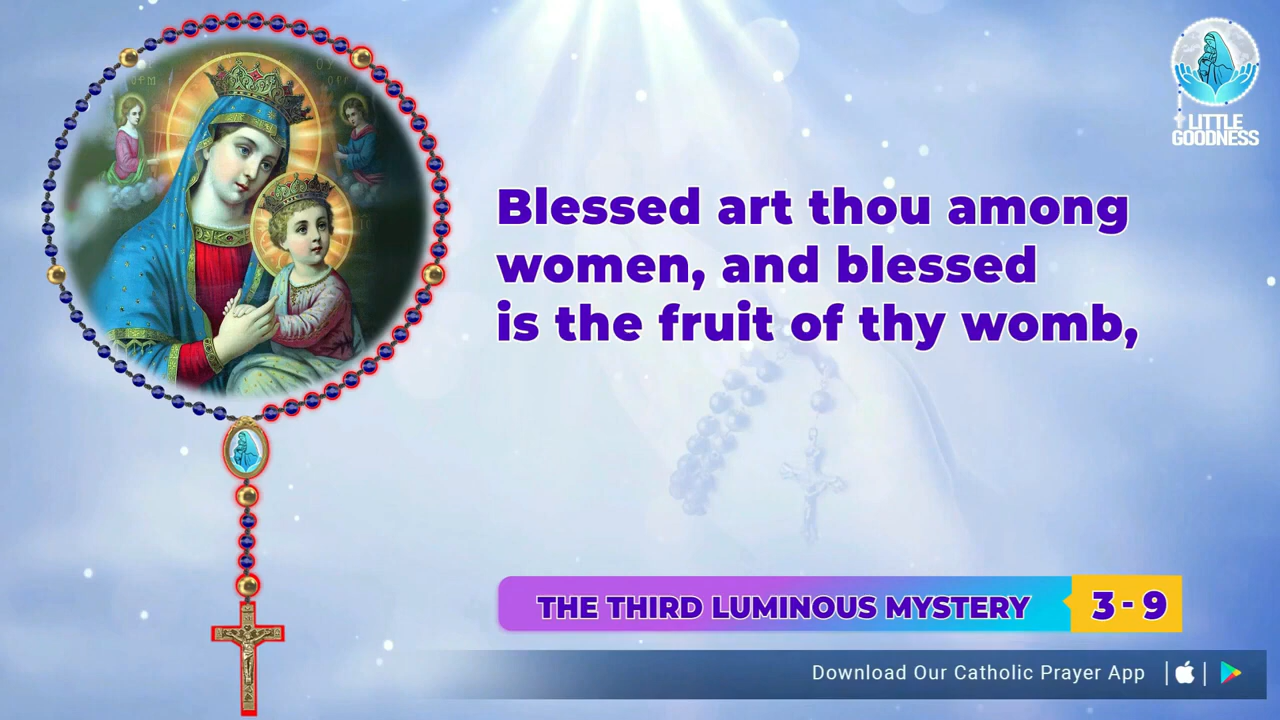 LITTLE
GOODNESS
Blessed art thou among
women, and blessed
is the fruit of thy womb,
THE THIRD LUMINOUS MYSTERY
3 - 9
Download Our Catholic Prayer App